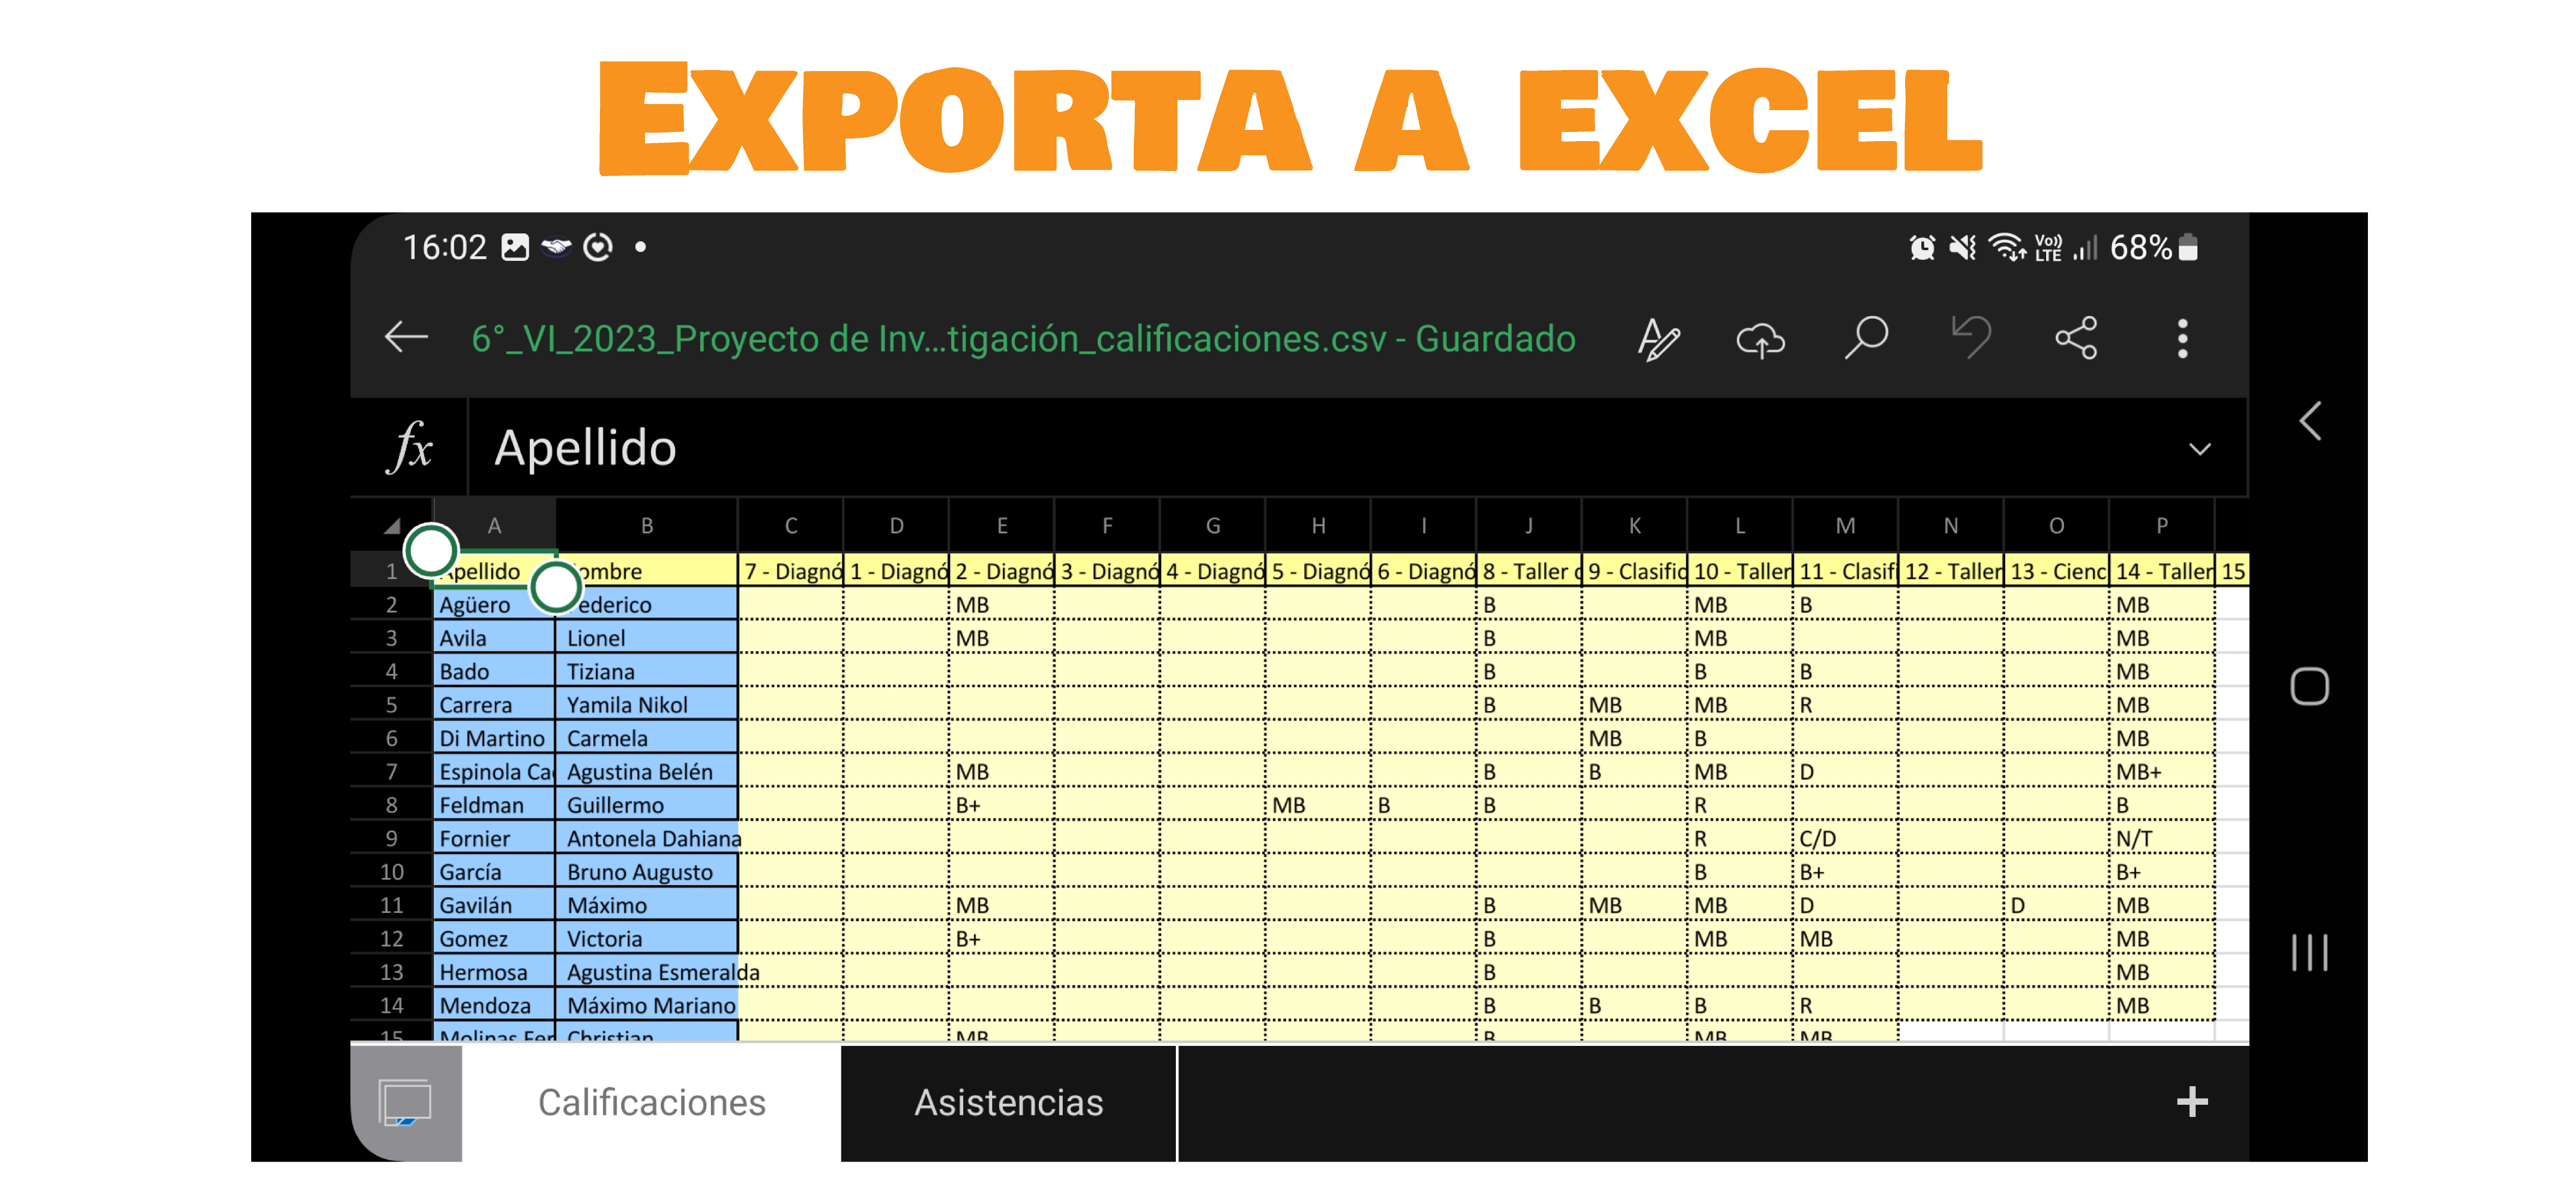 EXPORTA A EXCEL
16:02 Vo)) LTE 68%
6°_VI_2023_Proyecto de Inv...tigación_calificaciones.csv - Guardado
fx Apellido
A B C D E F G H I J K L M N O P
1 Apellido ombre 7 - Diagnó 1 - Diagnó 2 - Diagnó 3 - Diagnó 4 - Diagnó 5 - Diagnó 6 - Diagnó 8 - Taller 9 - Clasific 10 - Taller 11 - Clasif 12 - Taller 13 - Cienc 14 - Taller 15
2 Agüero ederico MB B MB B MB
3 Avila Lionel MB B MB MB
4 Bado Tiziana B B B MB
5 Carrera Yamila Nikol B MB MB R MB
6 Di Martino Carmela MB B MB
7 Espinola Ca Agustina Belén MB B B MB D MB+
8 Feldman Guillermo B+ MB B B R B
9 Fornier Antonela Dahiana R C/D N/T
10 García Bruno Augusto B B+ B+
11 Gavilán Máximo MB B MB MB D D MB
12 Gomez Victoria B+ B MB MB MB
13 Hermosa Agustina Esmeralda B MB
14 Mendoza Máximo Mariano B B B R MB
15 Molinas Fer Christian MB B MB MB
Calificaciones Asistencias +